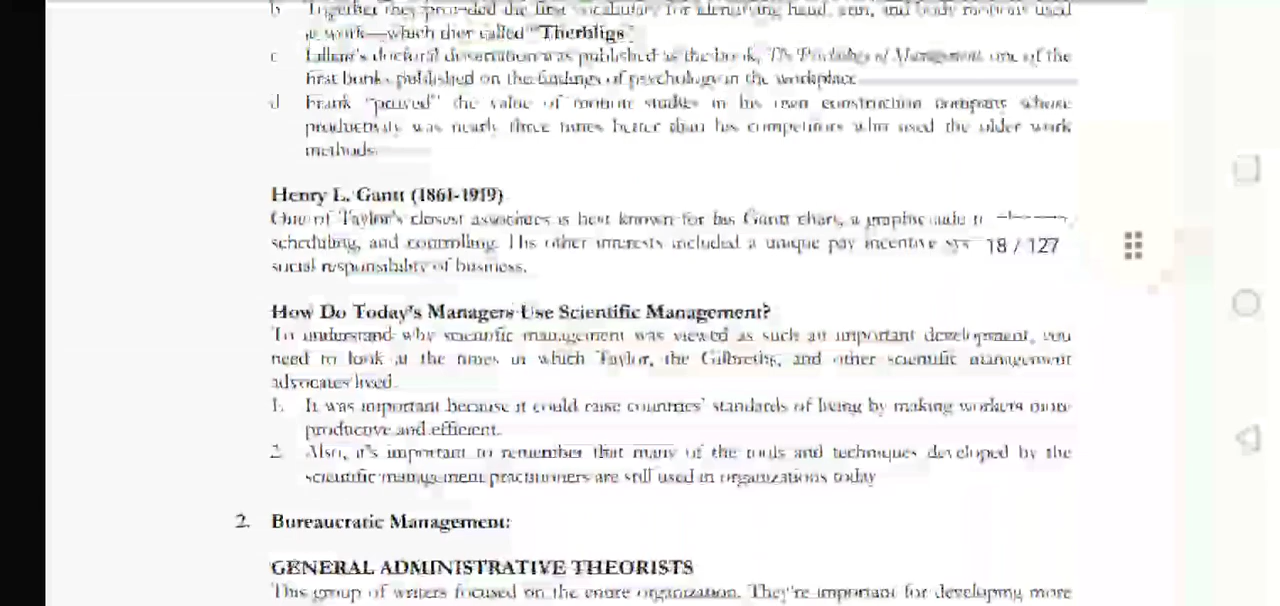 b Together they provided the first vocabulary for identifying hand, arm, and body motions used
at work—which they called "Therbligs"
c Lillian's doctoral dissertation was published as the book, The Psychology of Management, one of the
first books published on the findings of psychology in the workplace
d Frank "proved" the value of motion studies in his own construction company whose
productivity was nearly three times better than his competitors who used the older work
methods.
Henry L. Gantt (1861-1919)
One of Taylor's closest associates is best known for his Gantt chart, a graphic aid
scheduling, and controlling. His other interests included a unique pay incentive
18 / 127
social responsibility of business.
How Do Today's Managers Use Scientific Management?
To understand why scientific management was viewed as such an important development, you
need to look at the times in which Taylor, the Gilbreths, and other scientific management
advocates lived.
1. It was important because it could raise countries' standards of living by making workers more
productive and efficient.
2. Also, it's important to remember that many of the tools and techniques developed by the
scientific management practitioners are still used in organizations today
2. Bureaucratic Management:
GENERAL ADMINISTRATIVE THEORISTS
This group of writers focused on the entire organization. They're important for developing more